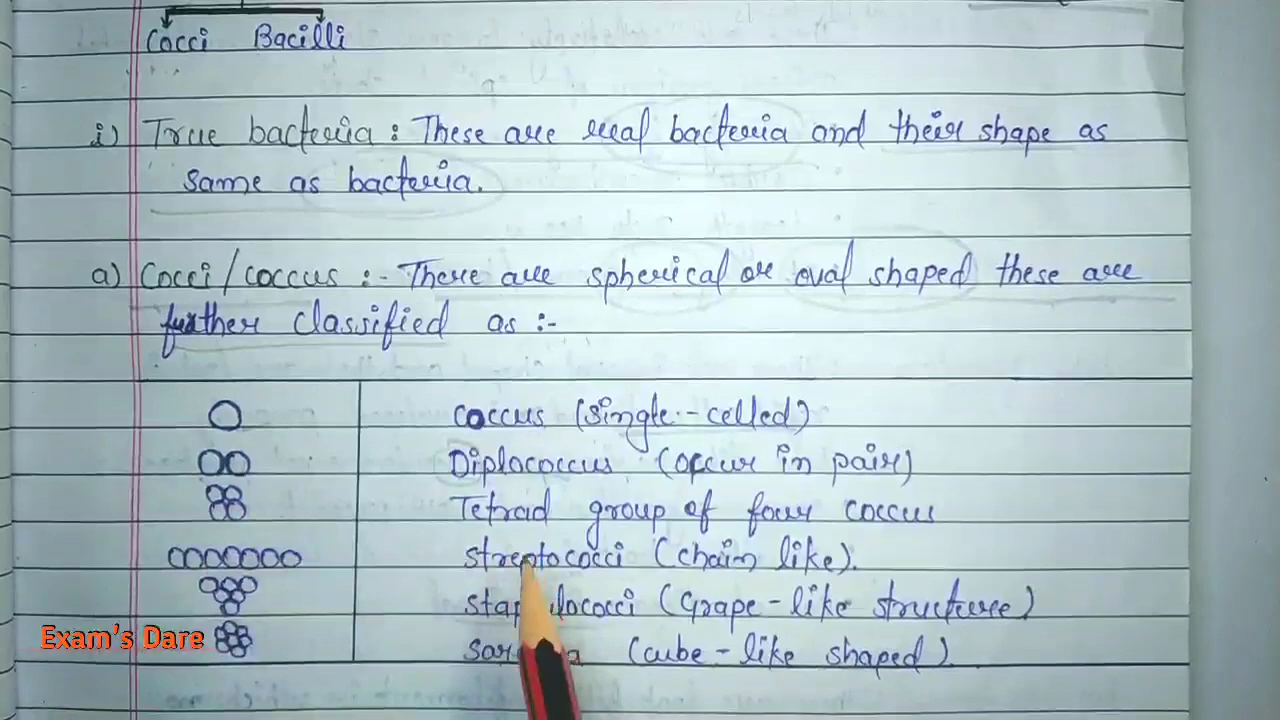 Cocci Bacilli
i) True bacteria : These are real bacteria and their shape as
same as bacteria.
a) Cocci/coccus :- There are spherical or oval shaped these are
further classified as :-
coccus (single-celled)
Diplococcus (occur in pair)
Tetrad group of four coccus
streptococci (chain like).
(Grape-like structure)
Exam's Dare
(cube-like shaped).